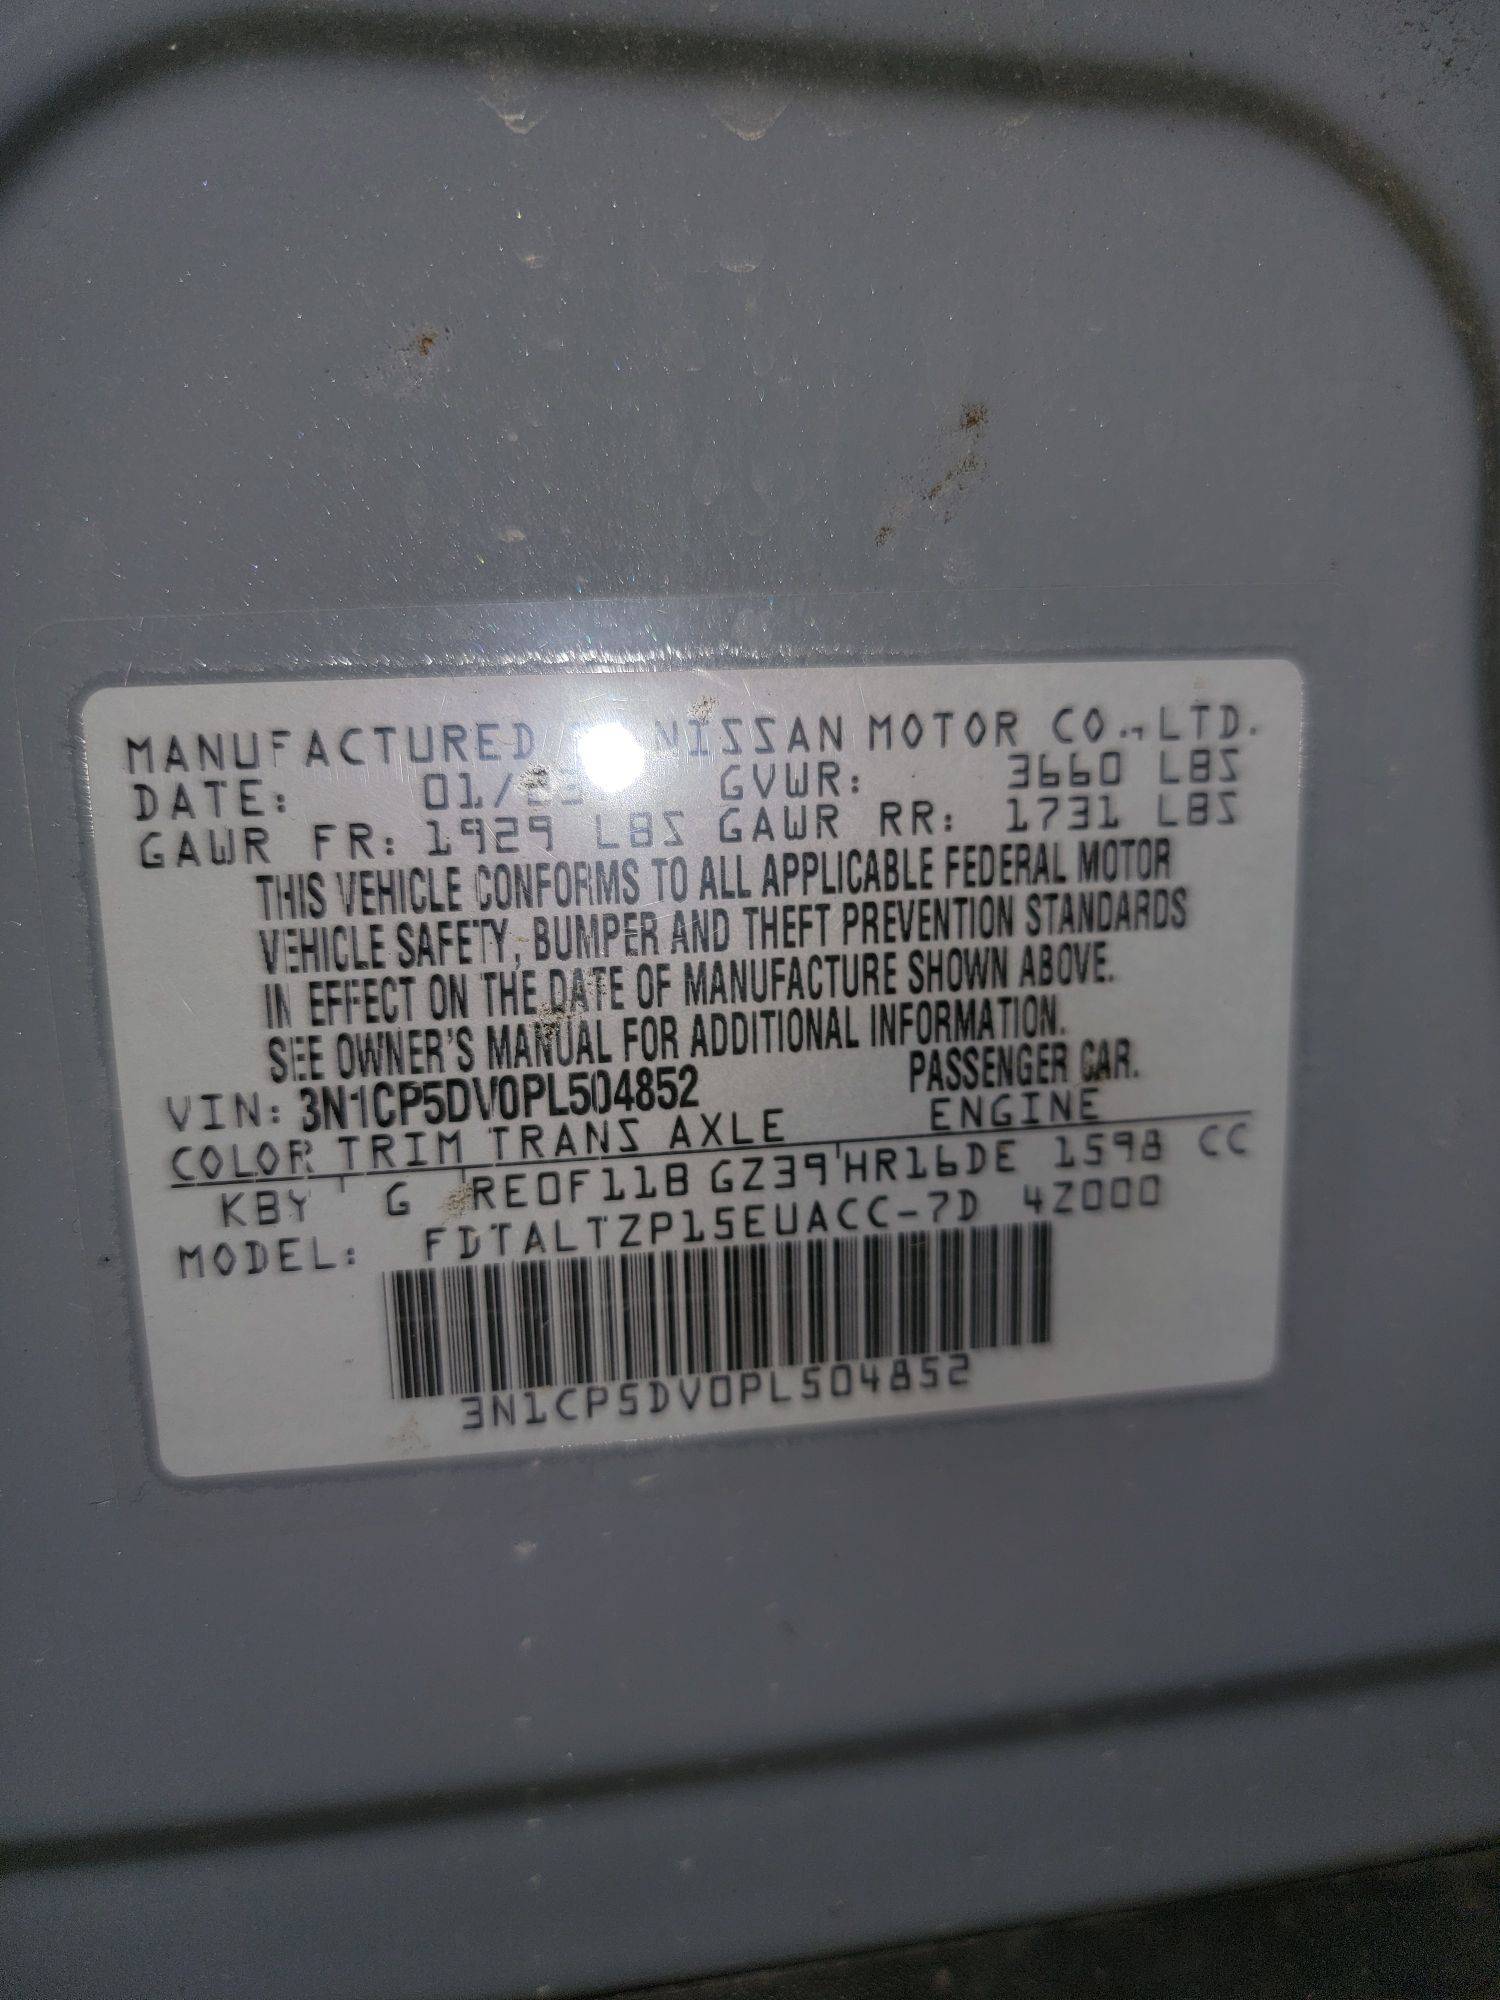 MANUFACTURED NISSAN MOTOR CO., LTD.
DATE: 01/23 GVWR: 3660 LBS
GAWR FR: 1929 LBS GAWR RR: 1731 LBS
THIS VEHICLE CONFORMS TO ALL APPLICABLE FEDERAL MOTOR
VEHICLE SAFETY, BUMPER AND THEFT PREVENTION STANDARDS
IN EFFECT ON THE DATE OF MANUFACTURE SHOWN ABOVE.
SEE OWNER'S MANUAL FOR ADDITIONAL INFORMATION.
VIN: 3N1CP5DV0PL504852 PASSENGER CAR.
COLOR TRIM TRANS AXLE ENGINE
KBY G RE0F11B GZ39 HR16DE 1598 CC
MODEL: FDTALTZP15EUACC-7D 4Z000
3N1CP5DV0PL504852